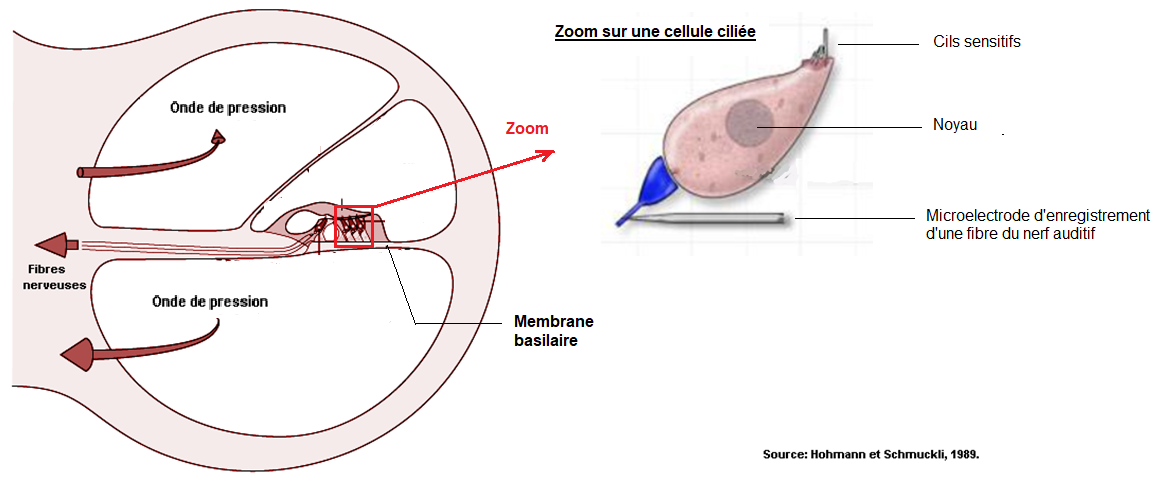 Zoom sur une cellule ciliée
Cils sensitifs
Onde de pression
Zoom
Noyau
Microelectrode d'enregistrement
d'une fibre du nerf auditif
Fibres
nerveuses
Onde de pression
Membrane
basilaire
Source: Hohmann et Schmuckli, 1989.